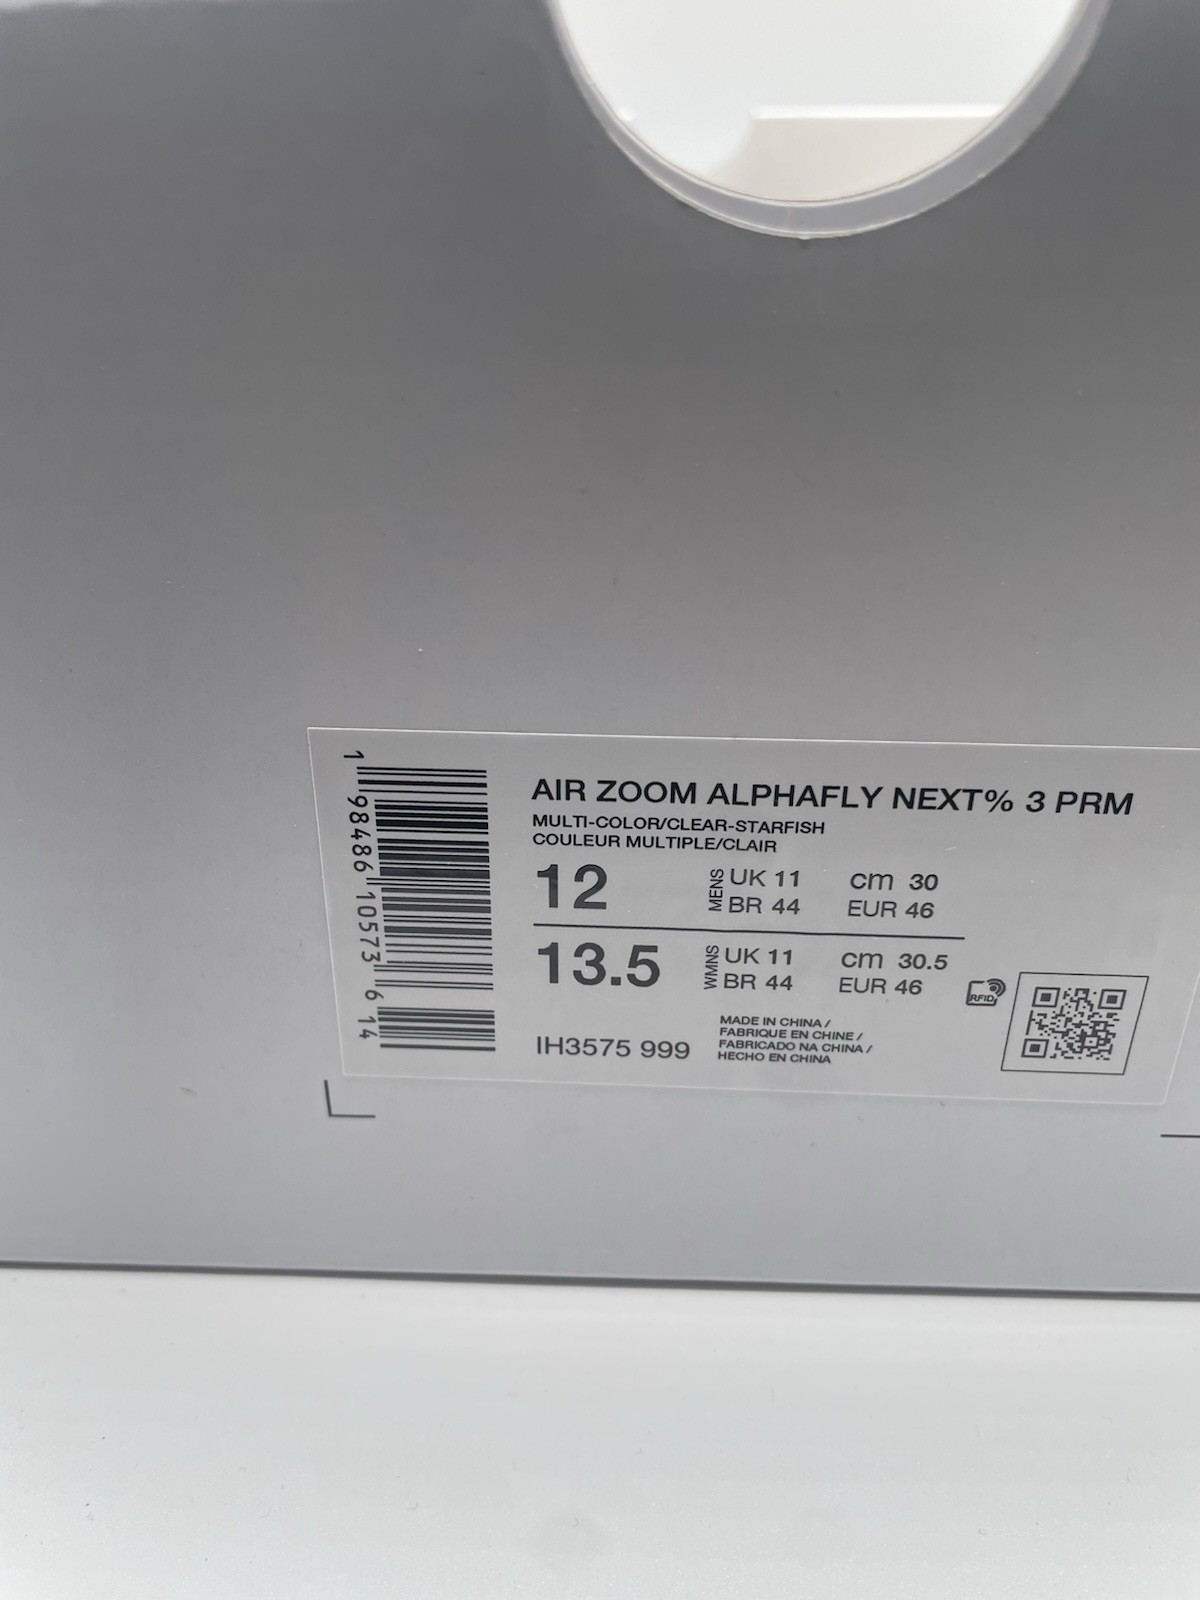 AIR ZOOM ALPHAFLY NEXT% 3 PRM
MULTI-COLOR/CLEAR-STARFISH
COULEUR MULTIPLE/CLAIR
12 MENS UK 11 cm 30
BR 44 EUR 46
13.5 WMNS UK 11 cm 30.5
BR 44 EUR 46
RFID
IH3575 999
MADE IN CHINA /
FABRIQUE EN CHINE /
FABRICADO NA CHINA /
HECHO EN CHINA
1 98486 10573 6 14